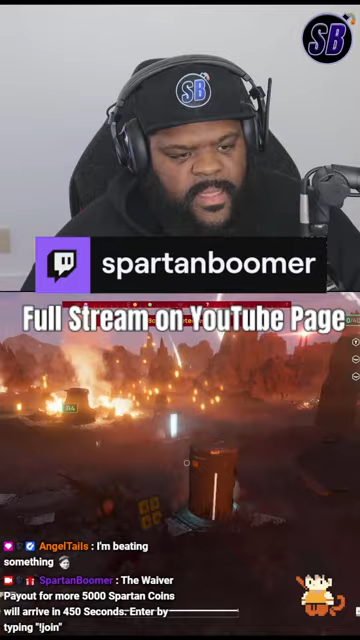 SB
SB
spartanboomer
Full Stream on YouTube Page
AngelTails : I'm beating
something
SpartanBoomer : The Waiver
Payout for more 5000 Spartan Coins
will arrive in 450 Seconds. Enter by
typing "!join"